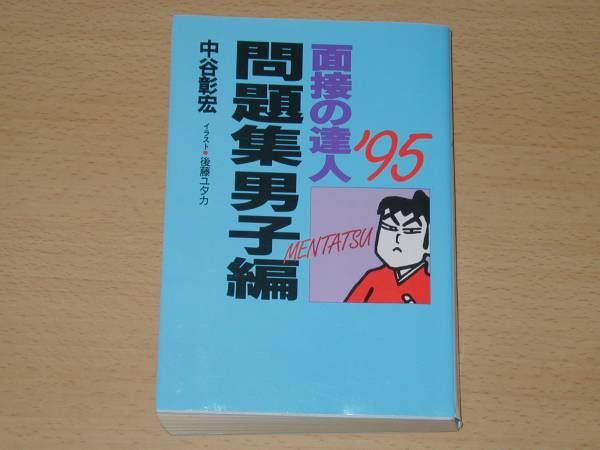 面接の達人
'95
問題集男子編
中谷彰宏
イラスト●後藤ユタカ
MENTATSU